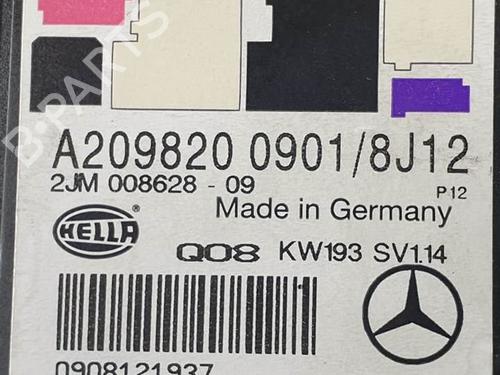 A209820 0901/8J12
2JM 008628 - 09
P12
Made in Germany
HELLA
Q08 KW193 SV1.14
0908121937
B-PARTS